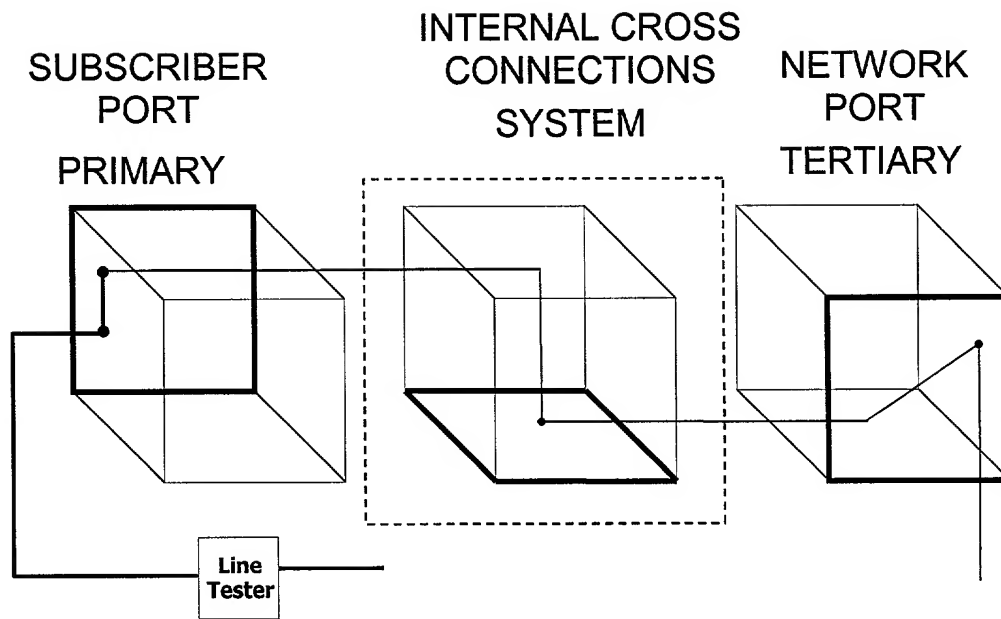 SUBSCRIBER
PORT
PRIMARY
INTERNAL CROSS
CONNECTIONS
SYSTEM
NETWORK
PORT
TERTIARY
Line
Tester